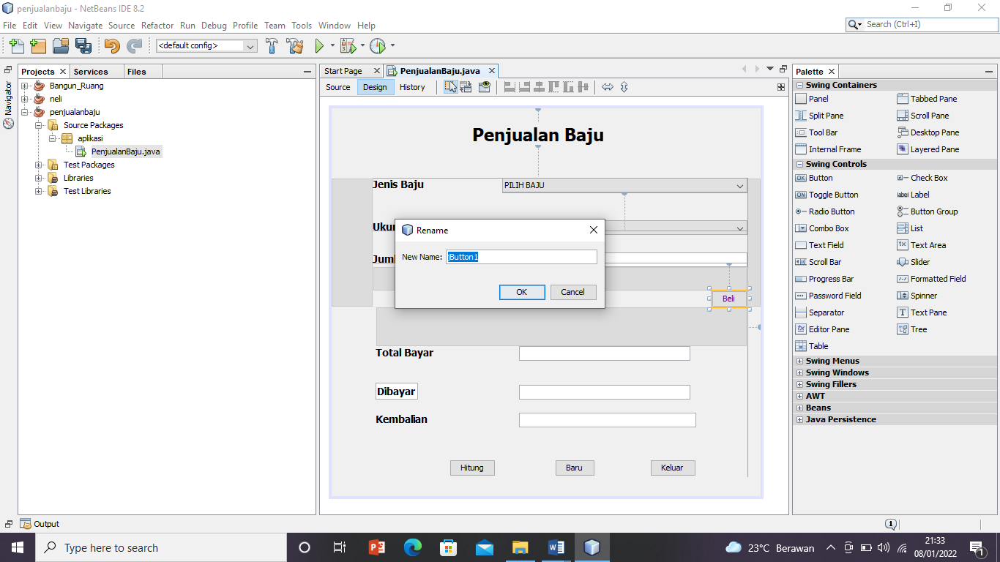 penjualanbaju - NetBeans IDE 8.2
File Edit View Navigate Source Refactor Run Debug Profile Team Tools Window Help
Search (Ctrl+I)
<default config>
Projects Services Files
Navigator
Bangun_Ruang
neli
penjualanbaju
Source Packages
aplikasi
PenjualanBaju.java
Test Packages
Libraries
Test Libraries
Start Page PenjualanBaju.java
Source Design History
Penjualan Baju
Jenis Baju PILIH BAJU
Ukur
Juml
Rename
New Name: jButton1
OK Cancel
Beli
Total Bayar
Dibayar
Kembalian
Hitung Baru Keluar
Palette
Swing Containers
Panel Tabbed Pane
Split Pane Scroll Pane
Tool Bar Desktop Pane
Internal Frame Layered Pane
Swing Controls
OK Button Check Box
ON Toggle Button label Label
Radio Button Button Group
Combo Box List
Text Field Text Area
Scroll Bar Slider
Progress Bar Formatted Field
Password Field Spinner
Separator T Text Pane
Editor Pane Tree
Table
Swing Menus
Swing Windows
Swing Fillers
AWT
Beans
Java Persistence
Output
1
Type here to search
23°C Berawan
21:33
08/01/2022
1